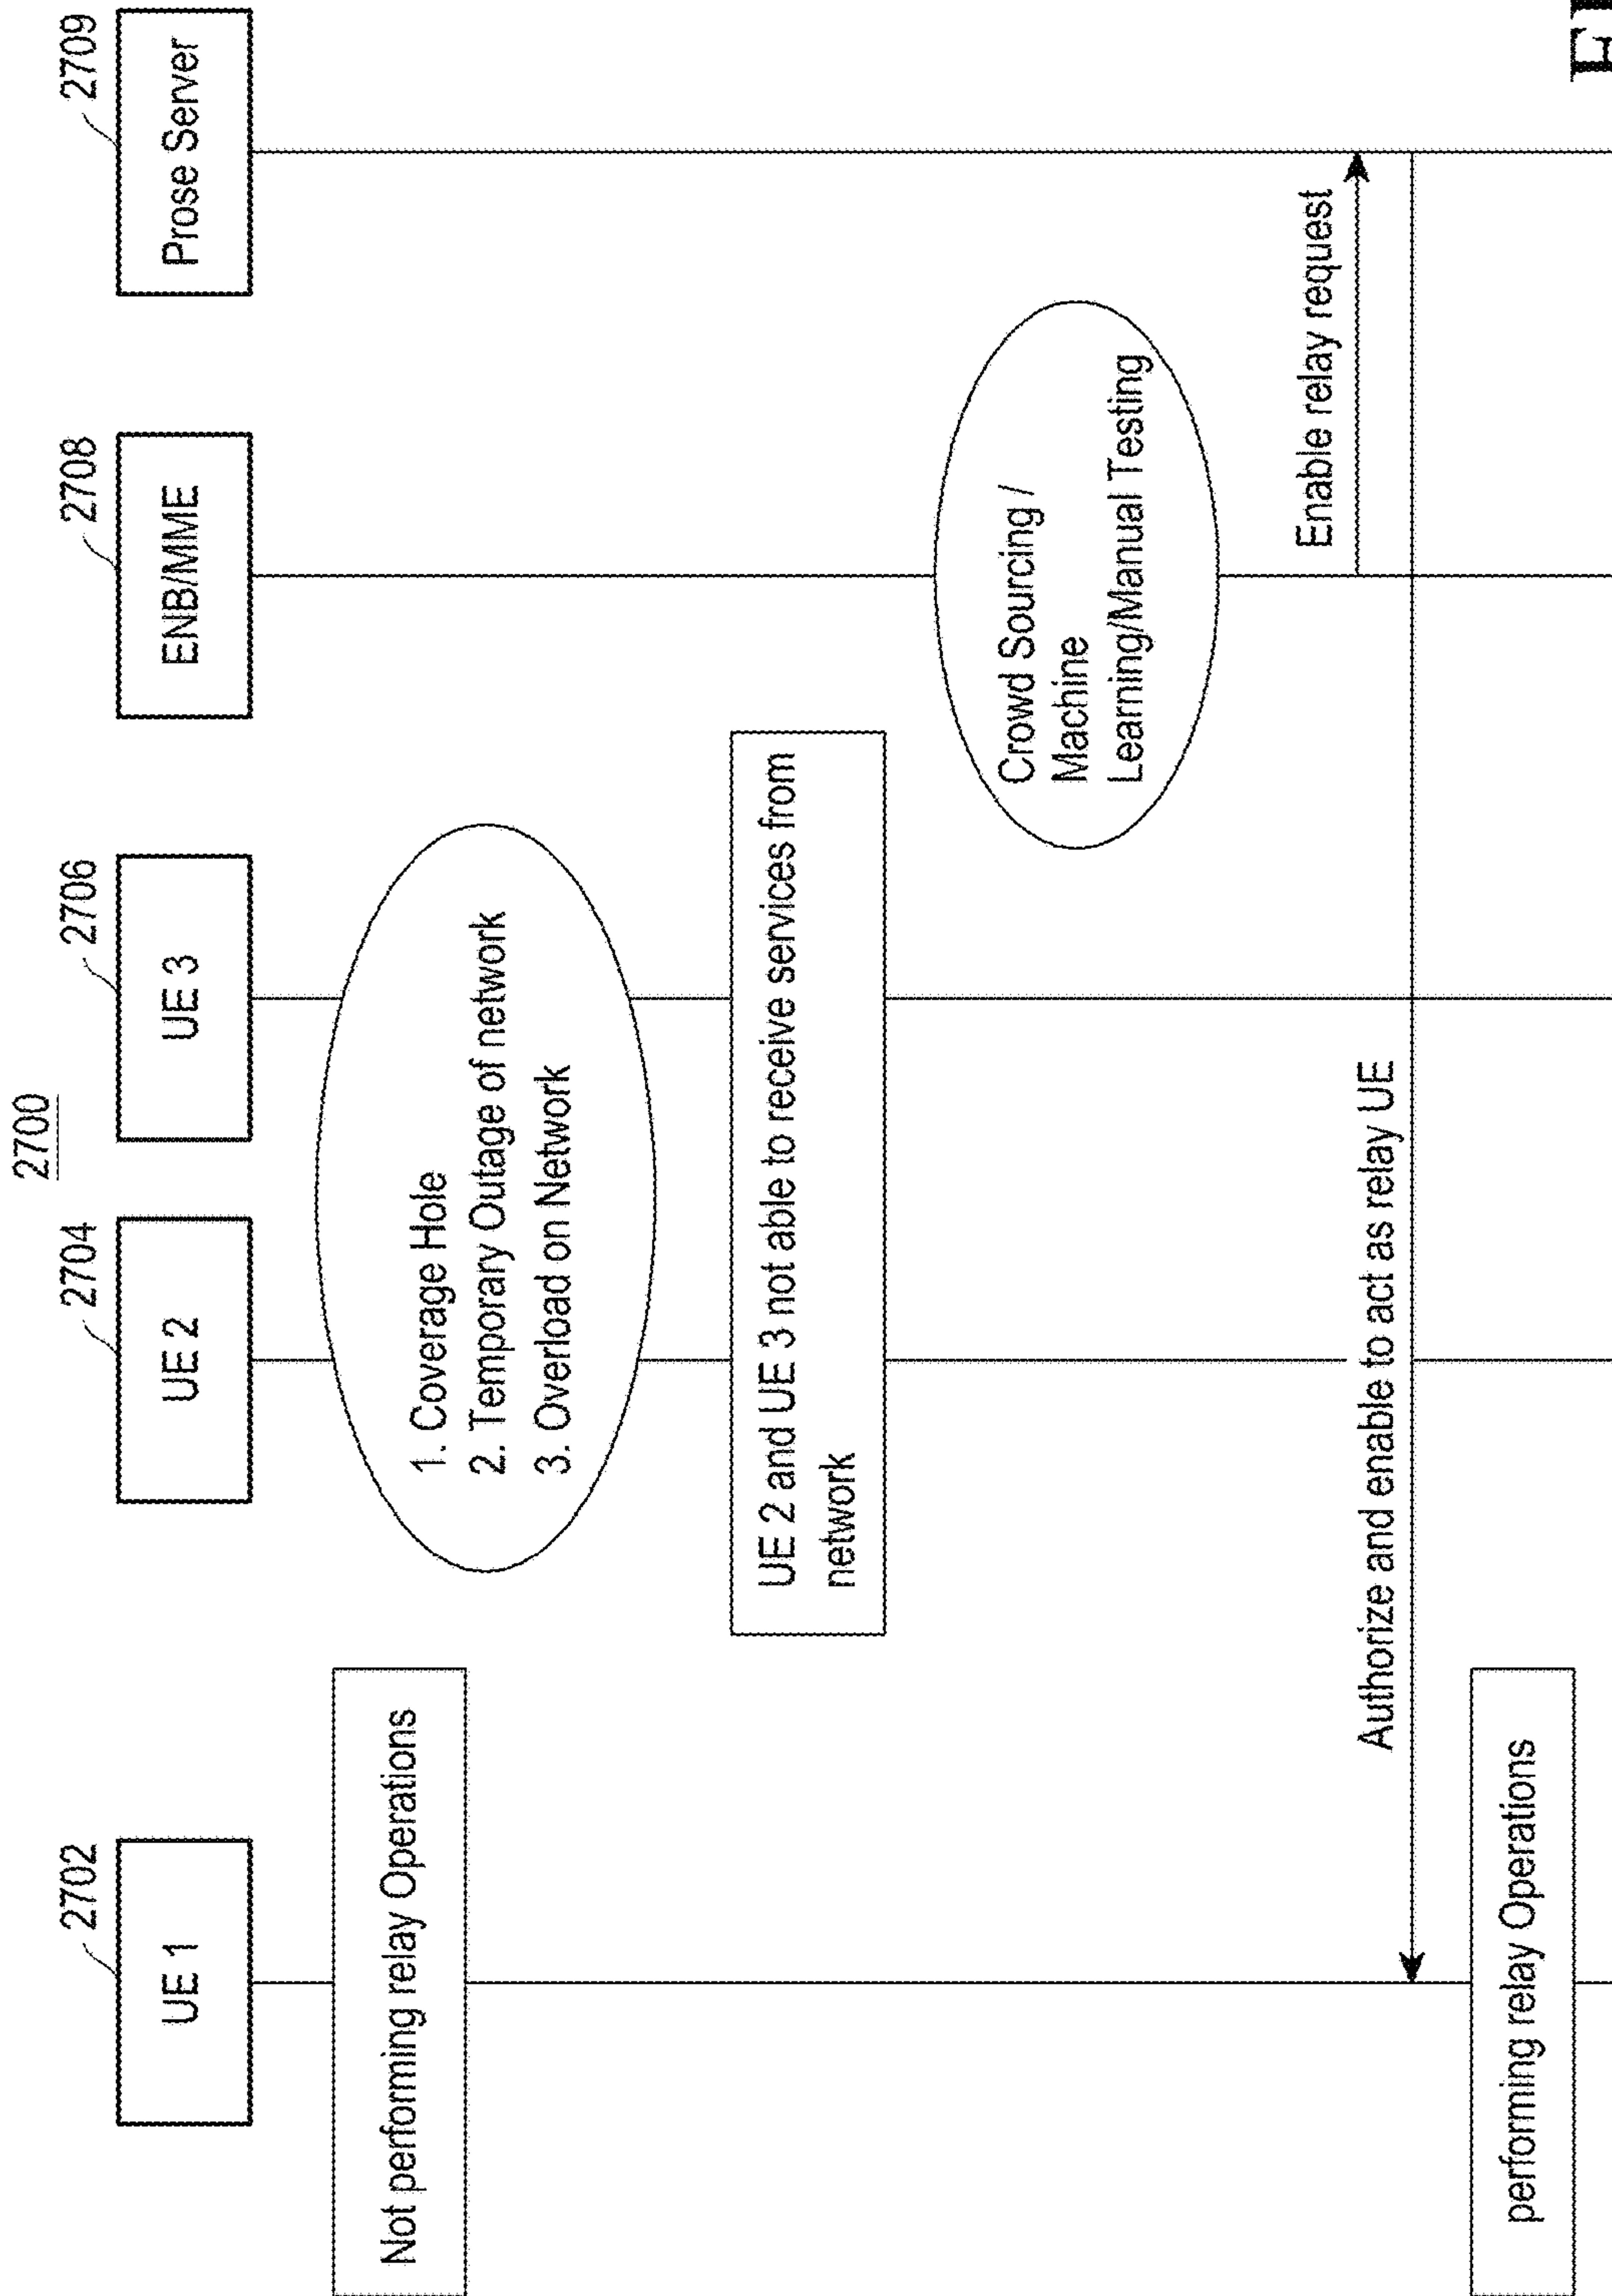 2700
2702
2704
2706
2708
2709
UE 1
UE 2
UE 3
ENB/MME
Prose Server
Not performing relay Operations
1. Coverage Hole
2. Temporary Outage of network
3. Overload on Network
UE 2 and UE 3 not able to receive services from
network
Crowd Sourcing /
Machine
Learning/Manual Testing
Enable relay request
Authorize and enable to act as relay UE
performing relay Operations